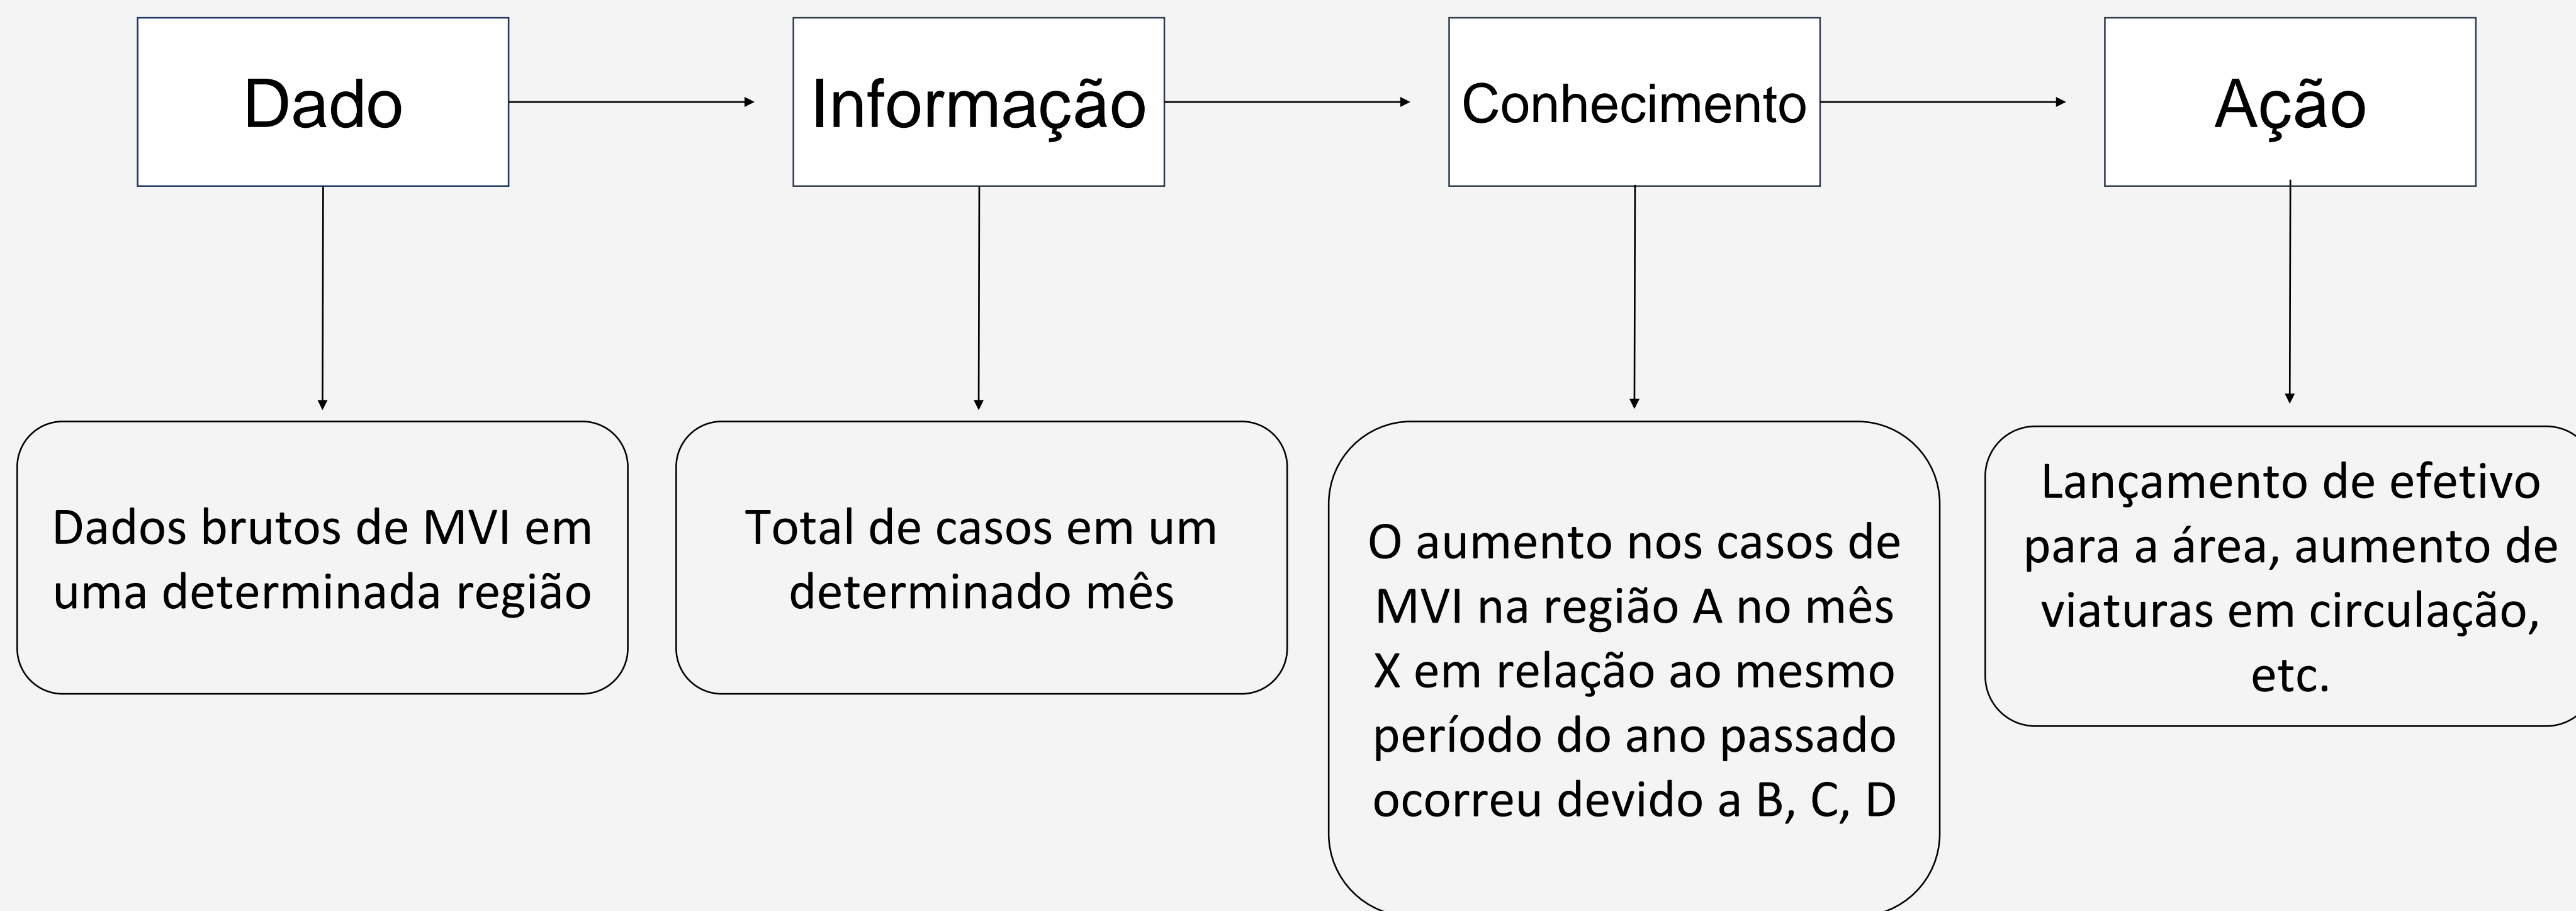 Dado
Informação
Conhecimento
Ação
Dados brutos de MVI em
uma determinada região
Total de casos em um
determinado mês
O aumento nos casos de
MVI na região A no mês
X em relação ao mesmo
período do ano passado
ocorreu devido a B, C, D
Lançamento de efetivo
para a área, aumento de
viaturas em circulação,
etc.